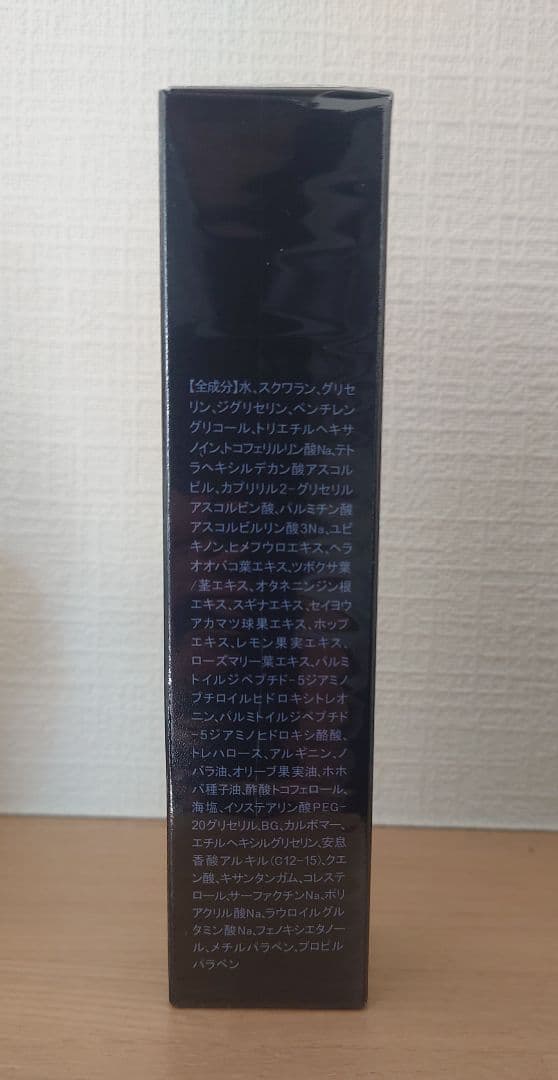 【全成分】水、スクワラン、グリセ
リン、ジグリセリン、ペンチレン
グリコール、トリエチルヘキサ
ノイン、トコフェリルリン酸Na、テト
ラヘキシルデカン酸アスコル
ビル、カプリリル2-グリセリル
アスコルビン酸、パルミチン酸
アスコルビルリン酸3Na、ユビ
キノン、ヒメフウロエキス、ヘラ
オオバコ葉エキス、ツボクサ葉
/茎エキス、オタネニンジン根
エキス、スギナエキス、セイヨウ
アカマツ球果エキス、ホップ
エキス、レモン果実エキス、
ローズマリー葉エキス、パルミ
トイルジペプチド-5ジアミノ
ブチロイルヒドロキシトレオ
ニン、パルミトイルジペプチド
-5ジアミノヒドロキシ酪酸、
トレハロース、アルギニン、ノ
バラ油、オリーブ果実油、ホホ
バ種子油、酢酸トコフェロール、
海塩、イソステアリン酸PEG-
20グリセリル、BG、カルボマー、
エチルヘキシルグリセリン、安息
香酸アルキル(C12-15)、クエ
ン酸、キサンタンガム、コレステ
ロール、サーファクチンNa、ポリ
アクリル酸Na、ラウロイルグル
タミン酸Na、フェノキシエタノー
ル、メチルパラベン、プロピル
パラベン